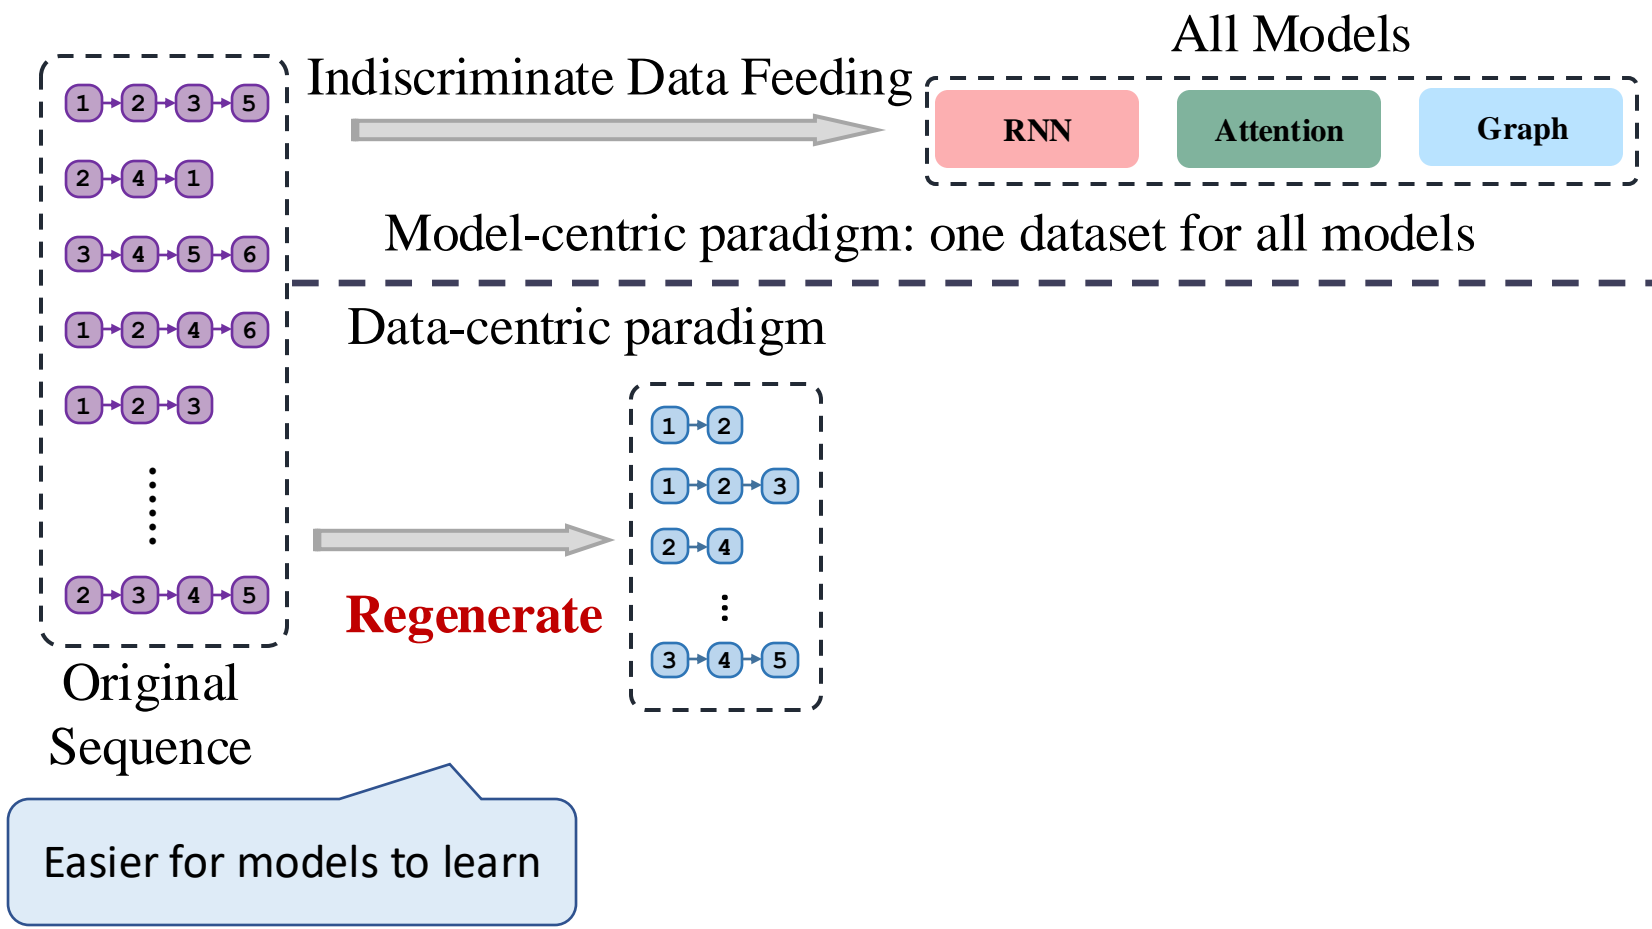 All Models
Indiscriminate Data Feeding
RNN Attention Graph
Model-centric paradigm: one dataset for all models
1 2 3 5
2 4 1
3 4 5 6
1 2 4 6
1 2 3
2 3 4 5
Original
Sequence
Data-centric paradigm
Regenerate
1 2
1 2 3
2 4
3 4 5
Easier for models to learn